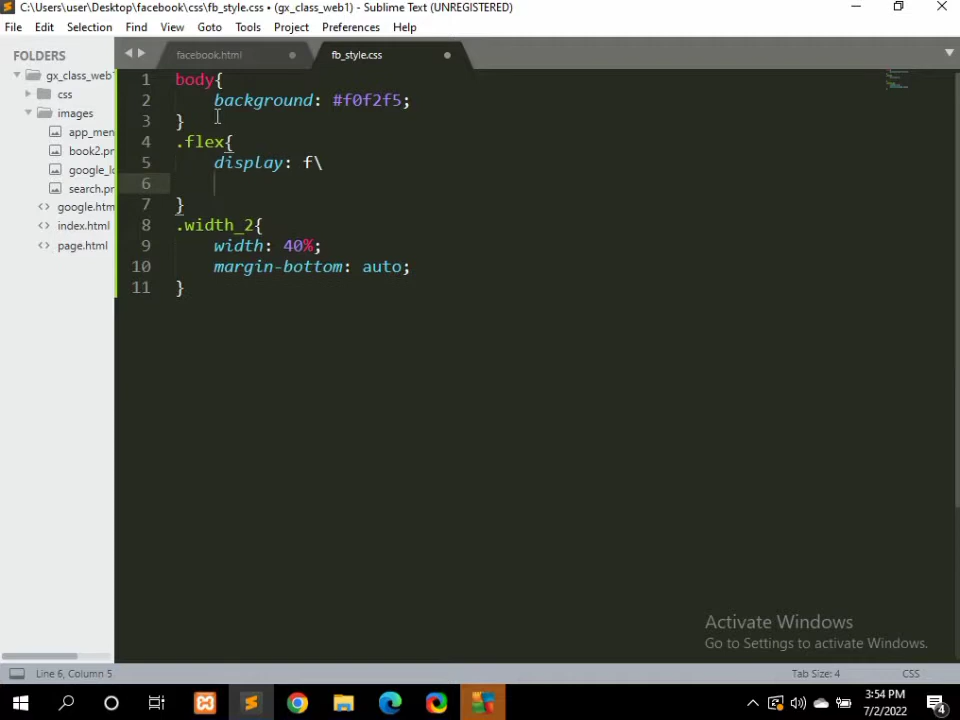 C:\Users\user\Desktop\facebook\css\fb_style.css • (gx_class_web1) - Sublime Text (UNREGISTERED)
File Edit Selection Find View Goto Tools Project Preferences Help
FOLDERS
gx_class_web1
css
images
app_men
book2.pr
google_lo
search.pr
google.htm
index.html
page.html
facebook.html
fb_style.css
1 body{
2 background: #f0f2f5;
3 }
4 .flex{
5 display: f\
6
7 }
8 .width_2{
9 width: 40%;
10 margin-bottom: auto;
11 }
Activate Windows
Go to Settings to activate Windows.
Line 6, Column 5
Tab Size: 4
CSS
3:54 PM
7/2/2022
4